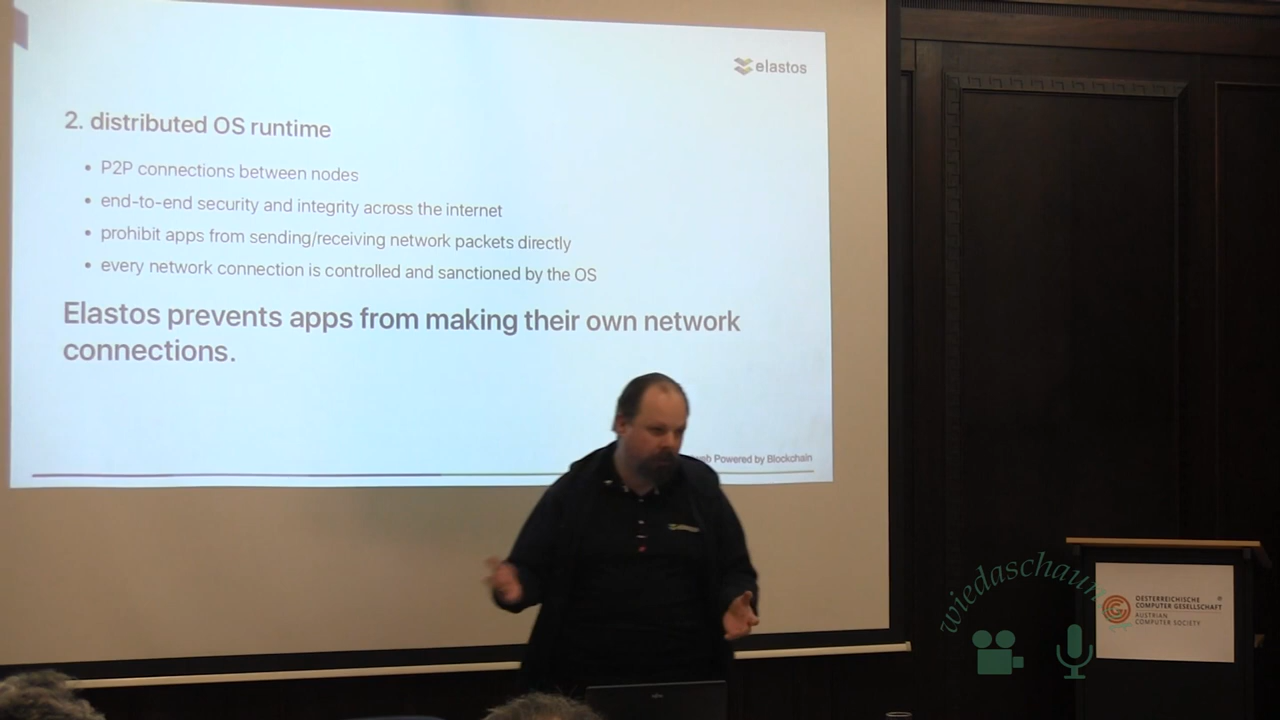 elastos
2. distributed OS runtime
• P2P connections between nodes
• end-to-end security and integrity across the internet
• prohibit apps from sending/receiving network packets directly
• every network connection is controlled and sanctioned by the OS
Elastos prevents apps from making their own network
connections.
Powered by Blockchain
wiedaschaun
OESTERREICHISCHE
COMPUTER GESELLSCHAFT
AUSTRIAN
COMPUTER SOCIETY